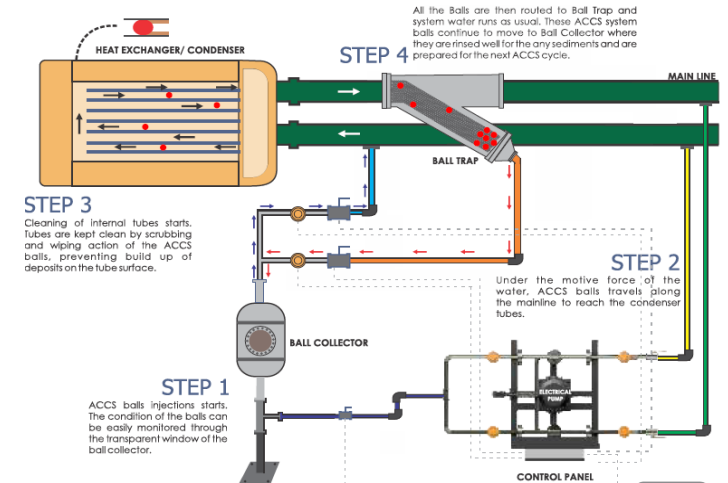 All the Balls are then routed to Ball Trap and
system water runs as usual. These ACCS system
balls continue to move to Ball Collector where
they are rinsed well for the any sediments and are
prepared for the next ACCS cycle.
HEAT EXCHANGER/ CONDENSER
STEP 4
MAIN LINE
BALL TRAP
STEP 3
Cleaning of internal tubes starts.
Tubes are kept clean by scrubbing
and wiping action of the ACCS
balls, preventing build up of
deposits on the tube surface.
STEP 2
Under the motive force of the
water, ACCS balls travels along
the mainline to reach the condenser
tubes.
BALL COLLECTOR
STEP 1
ACCS balls injections starts.
The condition of the balls can
be easily monitored through
the transparent window of the
ball collector.
ELECTRICAL
PUMP
CONTROL PANEL